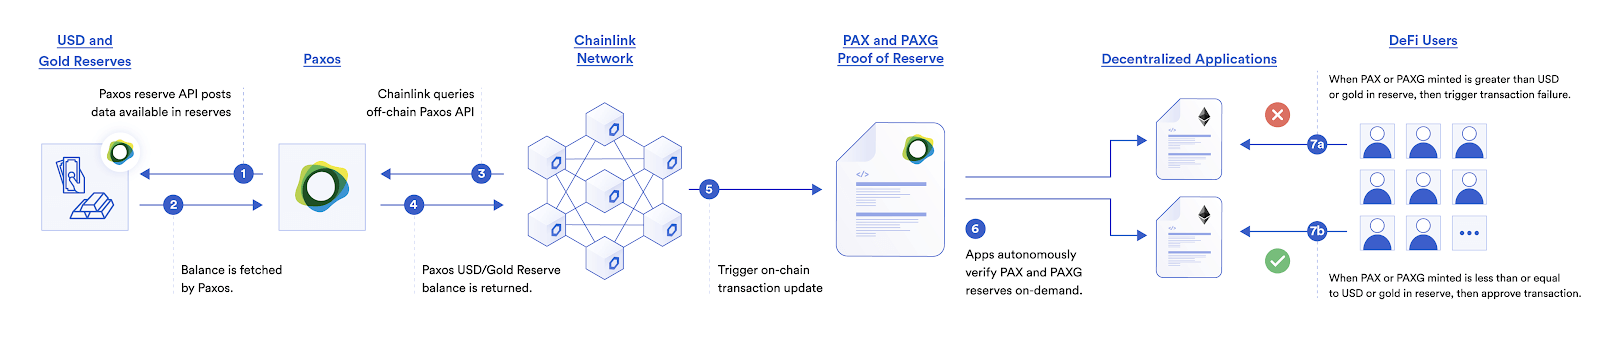 USD and
Gold Reserves
Paxos
Chainlink
Network
PAX and PAXG
Proof of Reserve
Decentralized Applications
DeFi Users
Paxos reserve API posts
data available in reserves
1
2
Balance is fetched
by Paxos.
Chainlink queries
off-chain Paxos API
3
4
Paxos USD/Gold Reserve
balance is returned.
5
Trigger on-chain
transaction update
</>
6
Apps autonomously
verify PAX and PAXG
reserves on-demand.
</>
</>
When PAX or PAXG minted is greater than USD
or gold in reserve, then trigger transaction failure.
7a
7b
When PAX or PAXG minted is less than or equal
to USD or gold in reserve, then approve transaction.